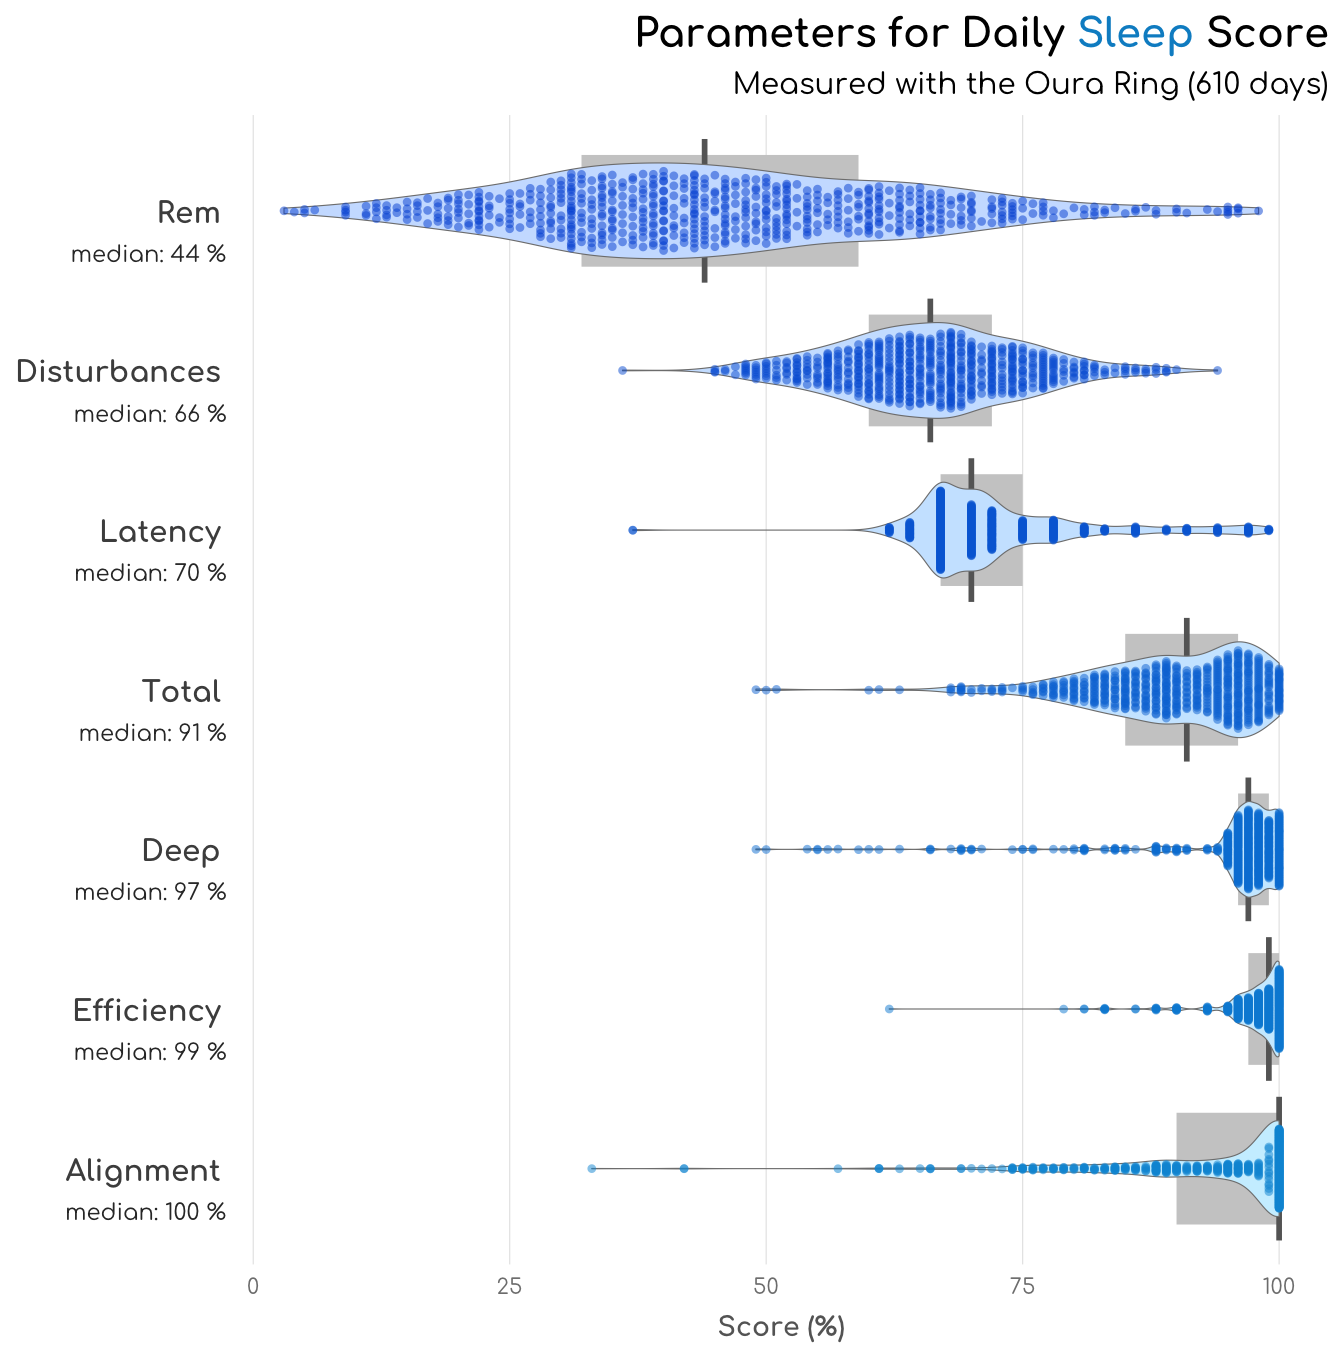 Parameters for Daily Sleep Score
Measured with the Oura Ring (610 days)
Rem
median: 44 %
Disturbances
median: 66 %
Latency
median: 70 %
Total
median: 91 %
Deep
median: 97 %
Efficiency
median: 99 %
Alignment
median: 100 %
0 25 50 75 100
Score (%)